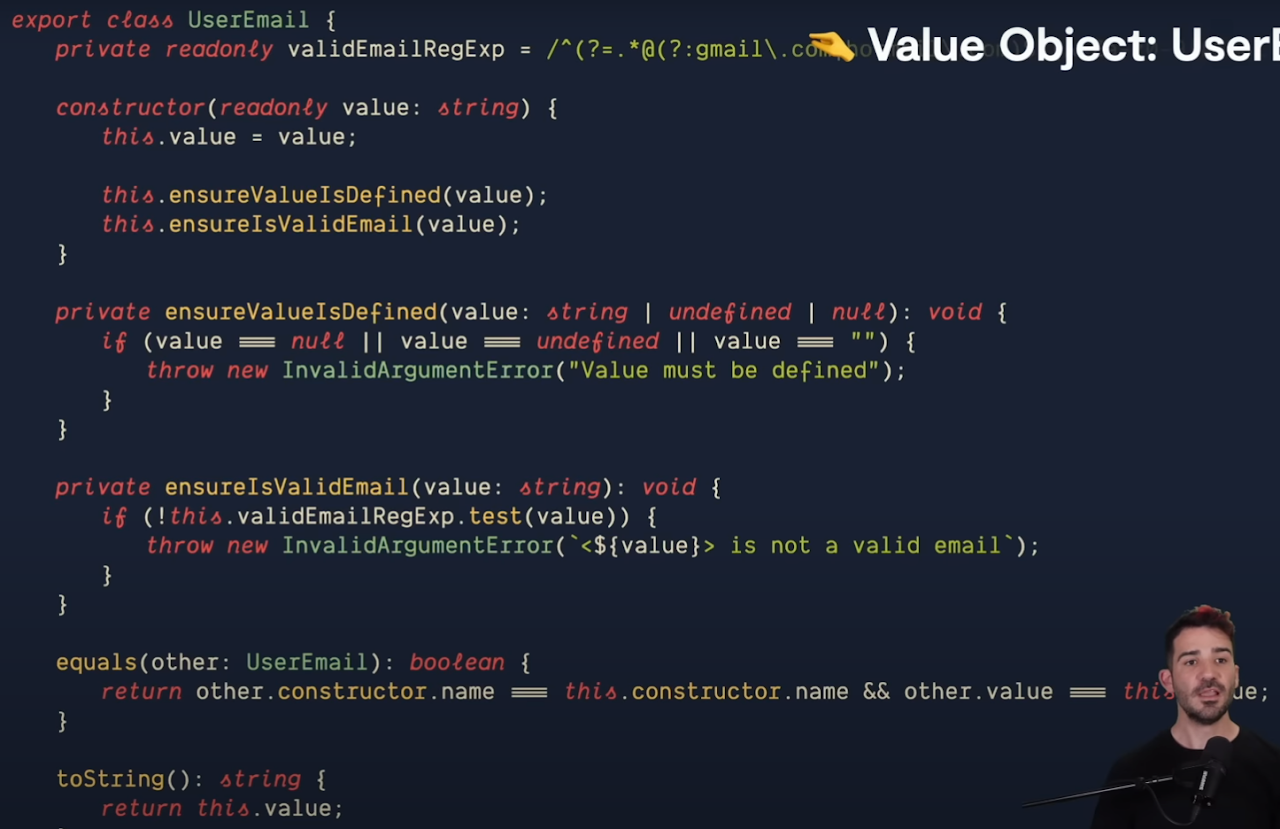 export class UserEmail {
private readonly validEmailRegExp = /^(?=.*@(?:gmail\.com
Value Object: UserE
constructor(readonly value: string) {
this.value = value;
this.ensureValueIsDefined(value);
this.ensureIsValidEmail(value);
}
private ensureValueIsDefined(value: string | undefined | null): void {
if (value === null || value === undefined || value === "") {
throw new InvalidArgumentError("Value must be defined");
}
}
private ensureIsValidEmail(value: string): void {
if (!this.validEmailRegExp.test(value)) {
throw new InvalidArgumentError(`<${value}> is not a valid email`);
}
}
equals(other: UserEmail): boolean {
return other.constructor.name === this.constructor.name && other.value === thi ue;
}
toString(): string {
return this.value;